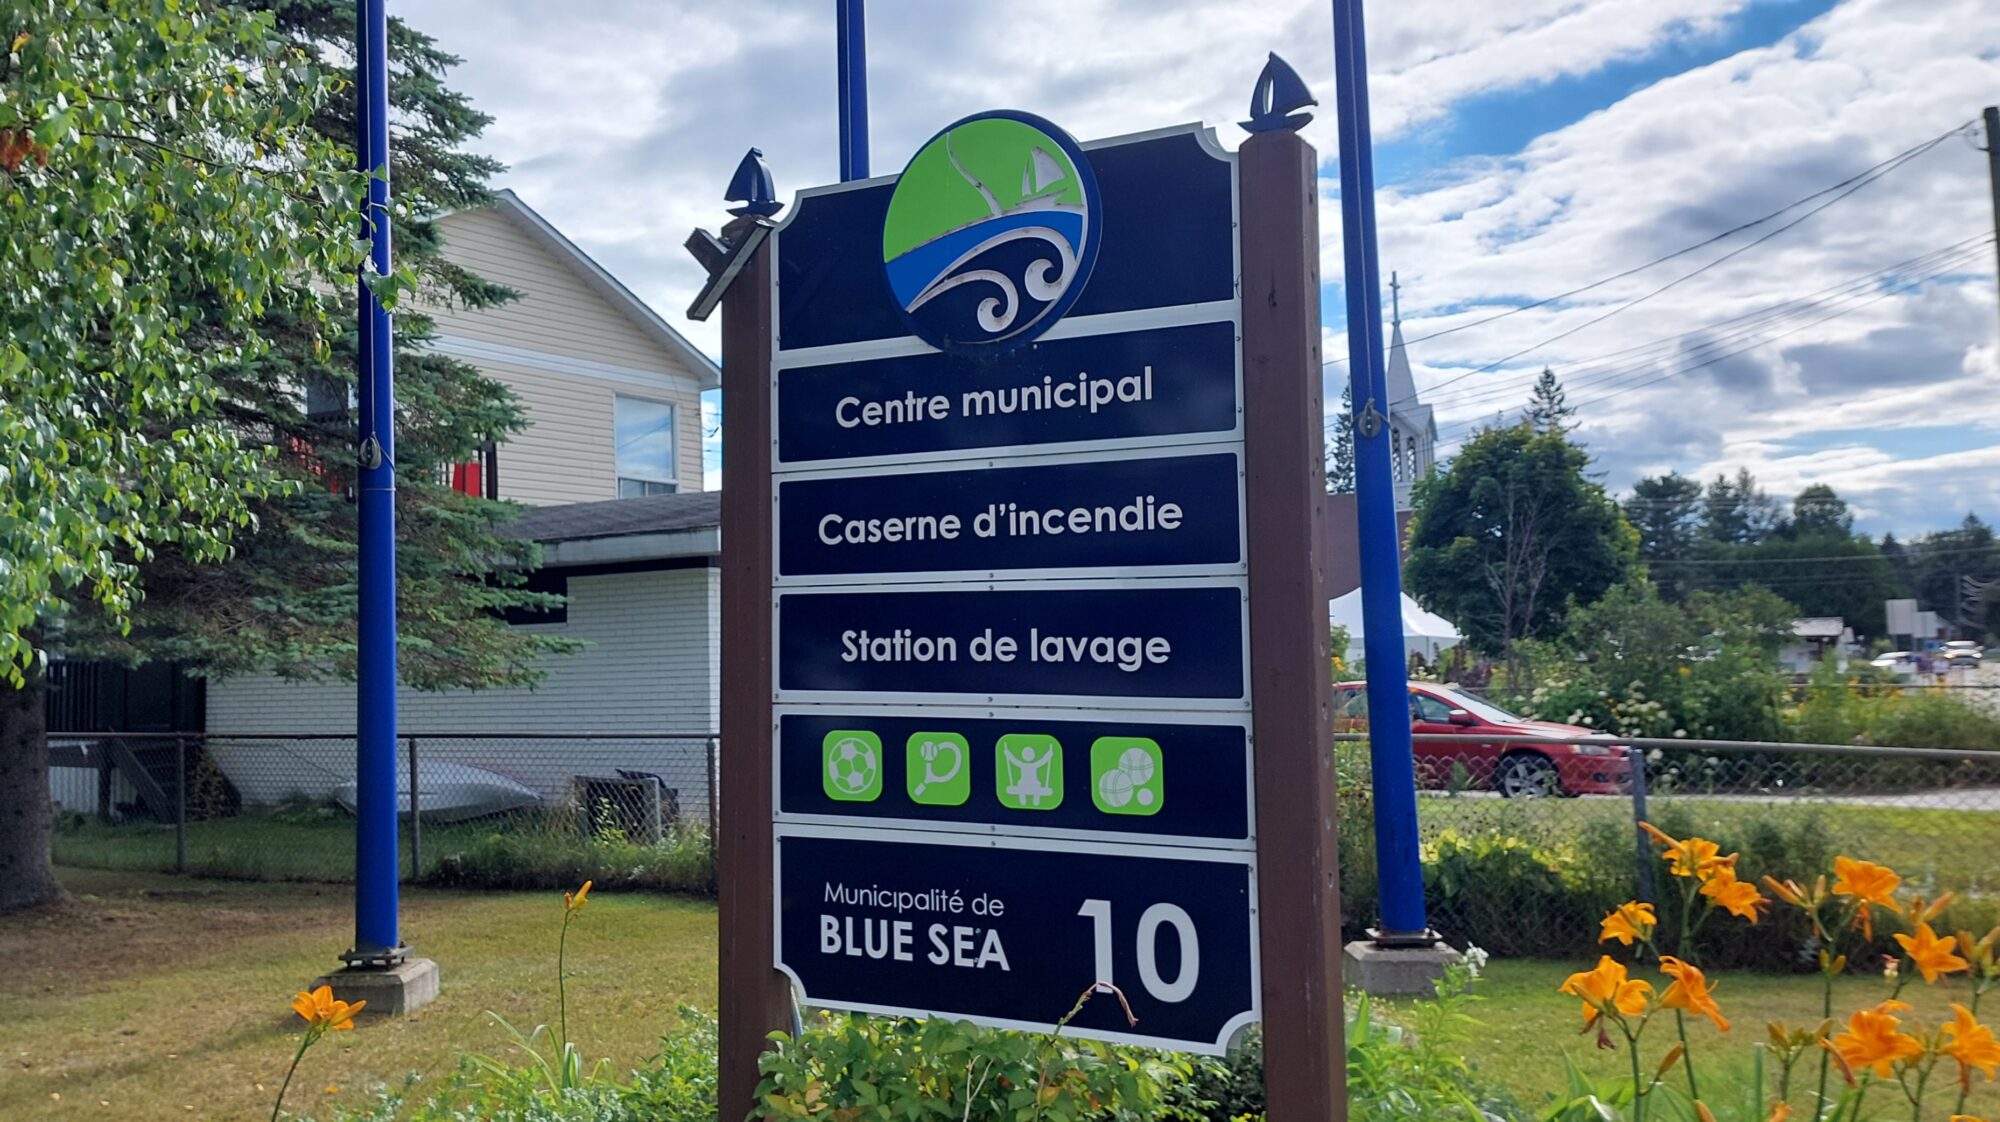 Centre municipal
Caserne d'incendie
Station de lavage
Municipalité de
BLUE SEA
10